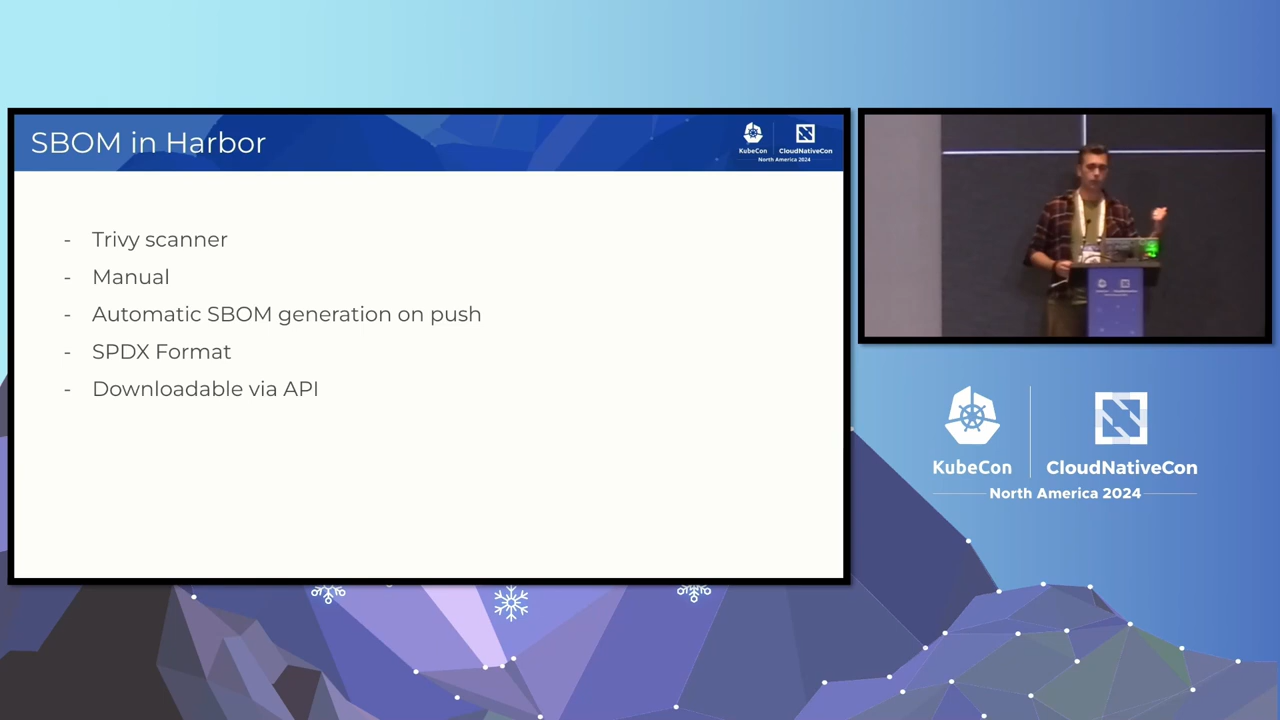 SBOM in Harbor
KubeCon
CloudNativeCon
North America 2024
- Trivy scanner
- Manual
- Automatic SBOM generation on push
- SPDX Format
- Downloadable via API
KubeCon
CloudNativeCon
North America 2024